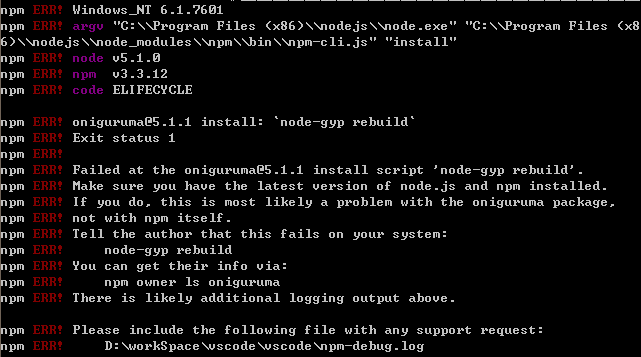 npm ERR! Windows_NT 6.1.7601
npm ERR! argv "C:\\Program Files (x86)\\nodejs\\node.exe" "C:\\Program Files (x8
6)\\nodejs\\node_modules\\npm\\bin\\npm-cli.js" "install"
npm ERR! node v5.1.0
npm ERR! npm  v3.3.12
npm ERR! code ELIFECYCLE
npm ERR! oniguruma@5.1.1 install: `node-gyp rebuild`
npm ERR! Exit status 1
npm ERR!
npm ERR! Failed at the oniguruma@5.1.1 install script 'node-gyp rebuild'.
npm ERR! Make sure you have the latest version of node.js and npm installed.
npm ERR! If you do, this is most likely a problem with the oniguruma package,
npm ERR! not with npm itself.
npm ERR! Tell the author that this fails on your system:
npm ERR!     node-gyp rebuild
npm ERR! You can get their info via:
npm ERR!     npm owner ls oniguruma
npm ERR! There is likely additional logging output above.
npm ERR! Please include the following file with any support request:
npm ERR!     D:\workSpace\vscode\vscode\npm-debug.log